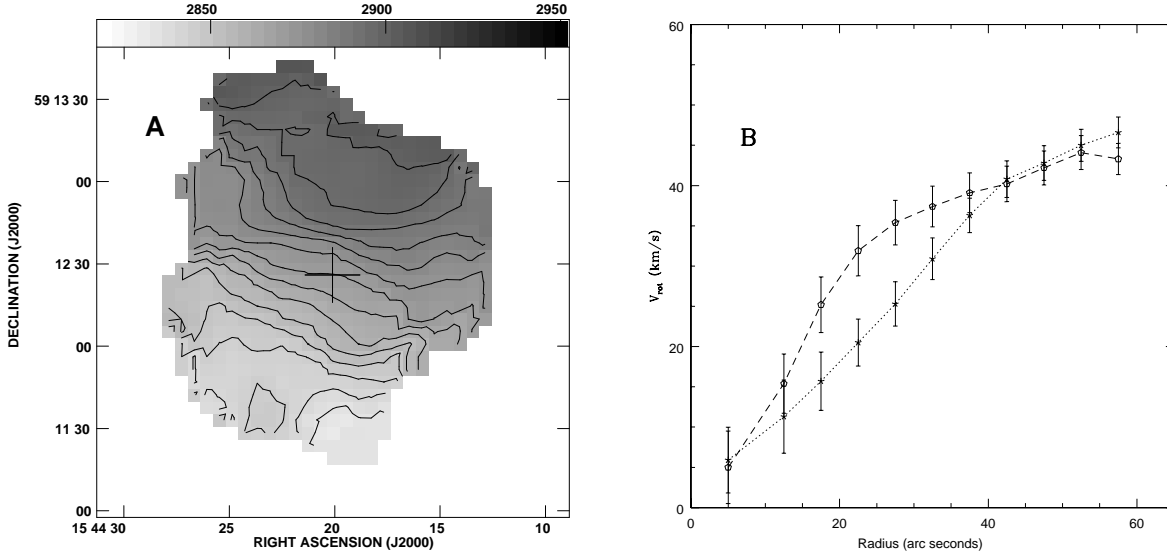 2850 2900 2950
A
DECLINATION (J2000)
59 13 30
00
12 30
00
11 30
00
15 44 30 25 20 15 10
RIGHT ASCENSION (J2000)
B
V_rot (km/s)
60
40
20
0
0 20 40 60
Radius (arc seconds)